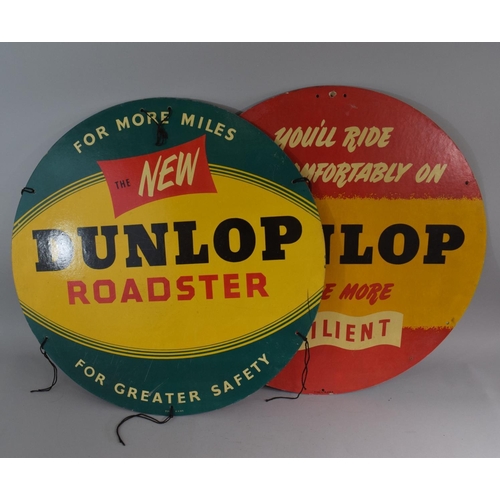 FOR MORE MILES
THE NEW
DUNLOP
ROADSTER
FOR GREATER SAFETY
YOU'LL RIDE
MFORTABLY ON
NLOP
E MORE
ILIENT